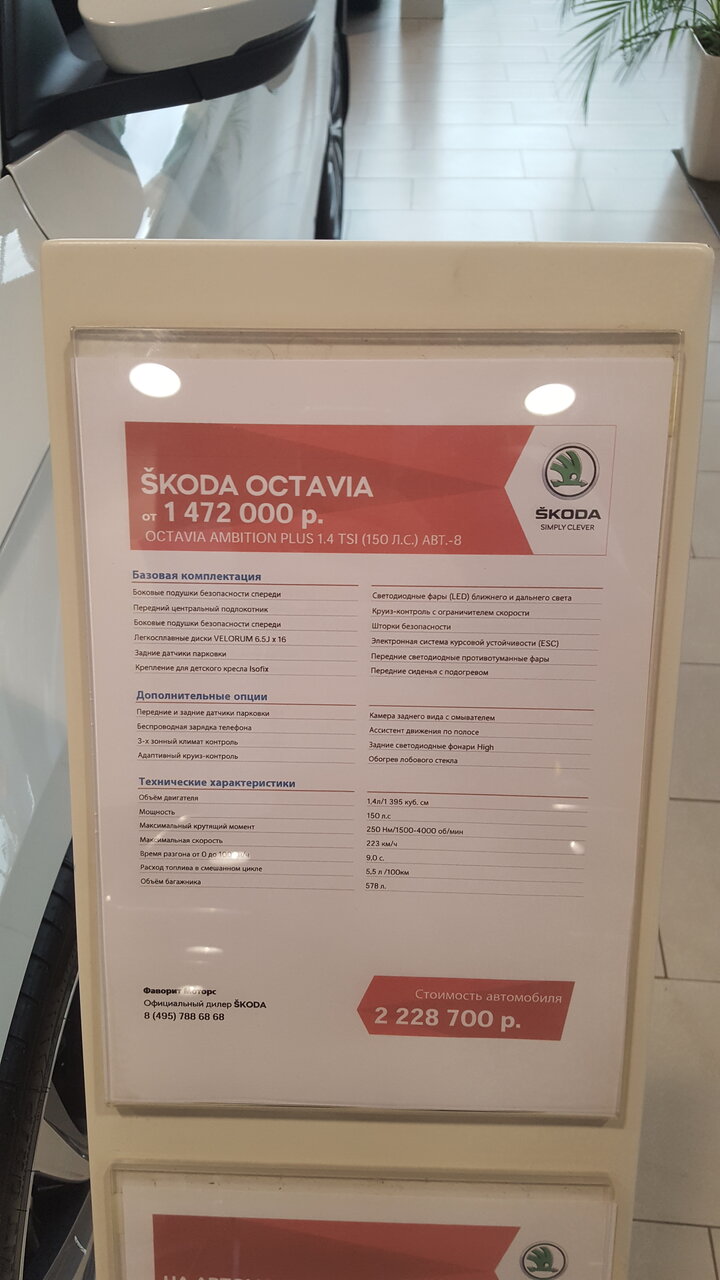 ŠKODA OCTAVIA
от 1 472 000 р.
OCTAVIA AMBITION PLUS 1.4 TSI (150 Л.С.) АВТ.-8
ŠKODA
SIMPLY CLEVER
Базовая комплектация
Боковые подушки безопасности спереди
Передний центральный подлокотник
Боковые подушки безопасности спереди
Легкосплавные диски VELORUM 6.5J x 16
Задние датчики парковки
Крепление для детского кресла Isofix
Светодиодные фары (LED) ближнего и дальнего света
Круиз-контроль с ограничителем скорости
Шторки безопасности
Электронная система курсовой устойчивости (ESC)
Передние светодиодные противотуманные фары
Передние сиденья с подогревом
Дополнительные опции
Передние и задние датчики парковки
Беспроводная зарядка телефона
3-х зонный климат контроль
Адаптивный круиз-контроль
Камера заднего вида с омывателем
Ассистент движения по полосе
Задние светодиодные фонари High
Обогрев лобового стекла
Технические характеристики
Объём двигателя 1,4л/1 395 куб. см
Мощность 150 л.с
Максимальный крутящий момент 250 Нм/1500-4000 об/мин
Максимальная скорость 223 км/ч
Время разгона от 0 до 9,0 с.
Расход топлива в смешанном цикле 5,5 л /100км
Объём багажника 578 л.
Фаворит Моторс
Официальный дилер ŠKODA
8 (495) 788 68 68
Стоимость автомобиля
2 228 700 р.